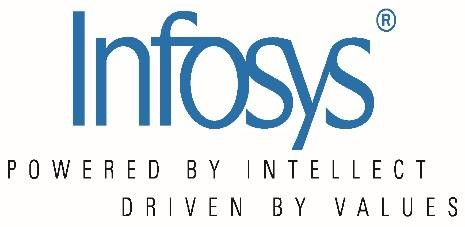 Infosys®
POWERED BY INTELLECT
DRIVEN BY VALUES